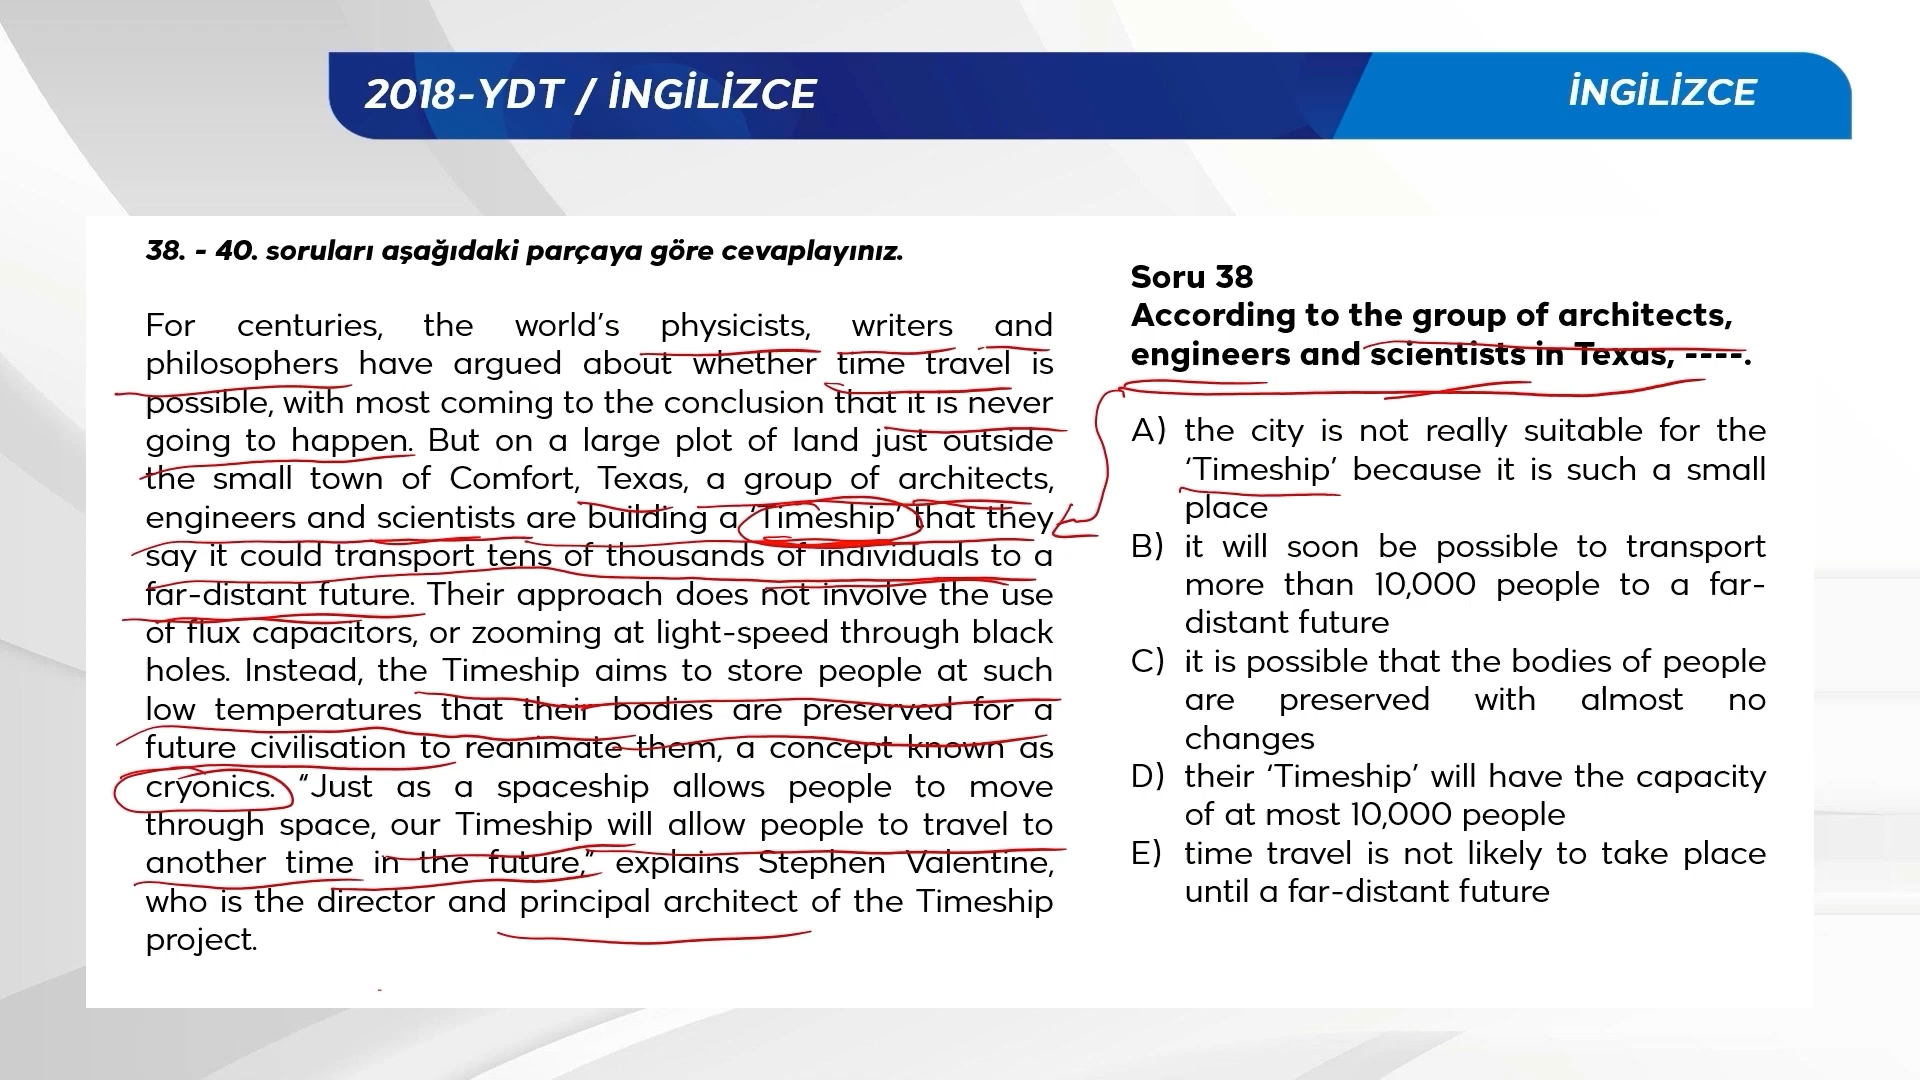 2018-YDT / İNGİLİZCE
İNGİLİZCE
38. - 40. soruları aşağıdaki parçaya göre cevaplayınız.
For centuries, the world's physicists, writers and
philosophers have argued about whether time travel is
possible, with most coming to the conclusion that it is never
going to happen. But on a large plot of land just outside
the small town of Comfort, Texas, a group of architects,
engineers and scientists are building a 'Timeship' that they
say it could transport tens of thousands of individuals to a
far-distant future. Their approach does not involve the use
of flux capacitors, or zooming at light-speed through black
holes. Instead, the Timeship aims to store people at such
low temperatures that their bodies are preserved for a
future civilisation to reanimate them, a concept known as
cryonics. “Just as a spaceship allows people to move
through space, our Timeship will allow people to travel to
another time in the future,” explains Stephen Valentine,
who is the director and principal architect of the Timeship
project.
Soru 38
According to the group of architects,
engineers and scientists in Texas, ----.
A) the city is not really suitable for the
'Timeship' because it is such a small
place
B) it will soon be possible to transport
more than 10,000 people to a far-
distant future
C) it is possible that the bodies of people
are preserved with almost no
changes
D) their 'Timeship' will have the capacity
of at most 10,000 people
E) time travel is not likely to take place
until a far-distant future